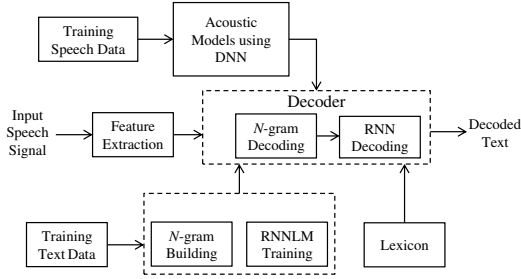 Training
Speech Data
Acoustic
Models using
DNN
Decoder
Input
Speech
Signal
Feature
Extraction
N-gram
Decoding
RNN
Decoding
Decoded
Text
Training
Text Data
N-gram
Building
RNNLM
Training
Lexicon